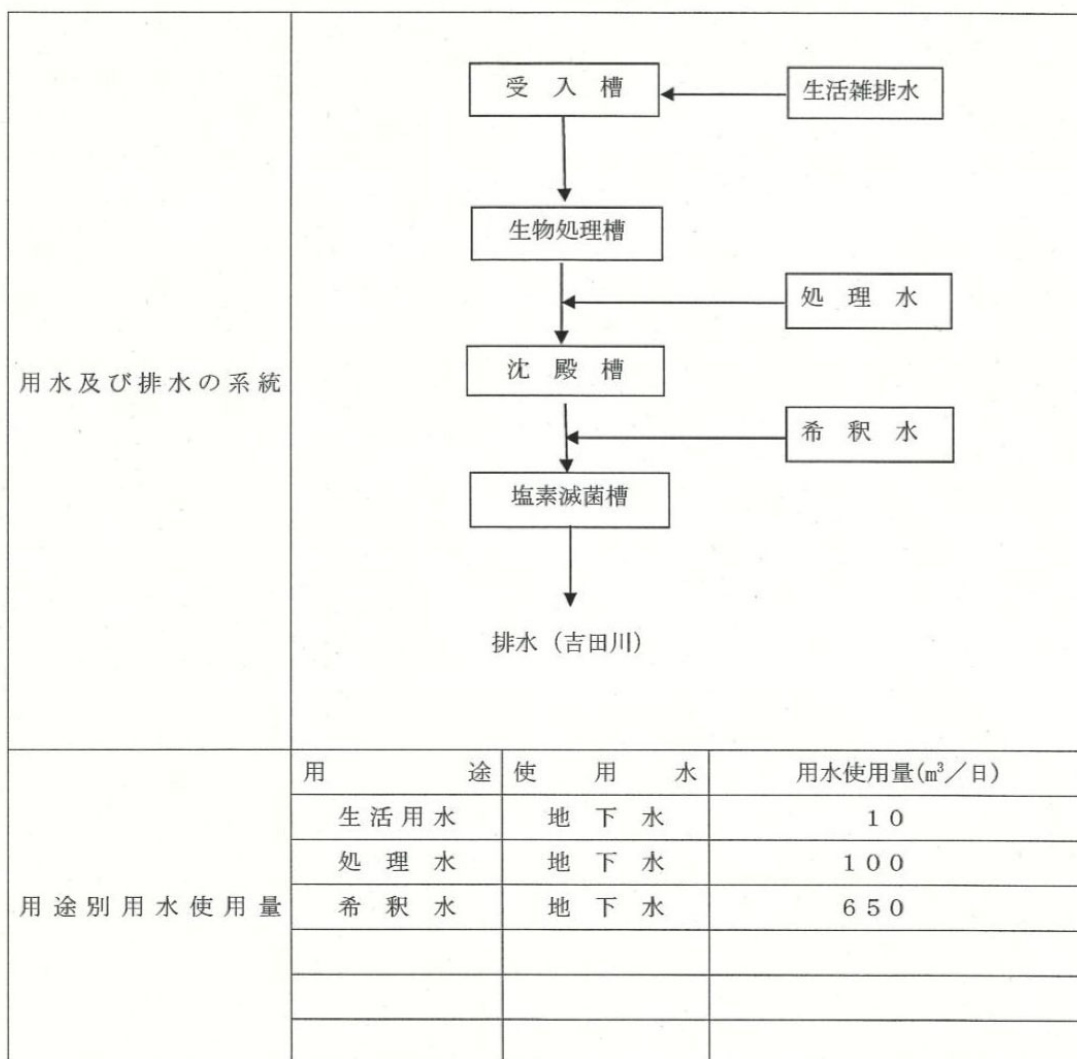 受入槽
生活雑排水
生物処理槽
処理水
沈殿槽
希釈水
塩素滅菌槽
排水(吉田川)
用水及び排水の系統
用途 使用水 用水使用量(㎥/日)
生活用水 地下水 10
処理水 地下水 100
希釈水 地下水 650
用途別用水使用量